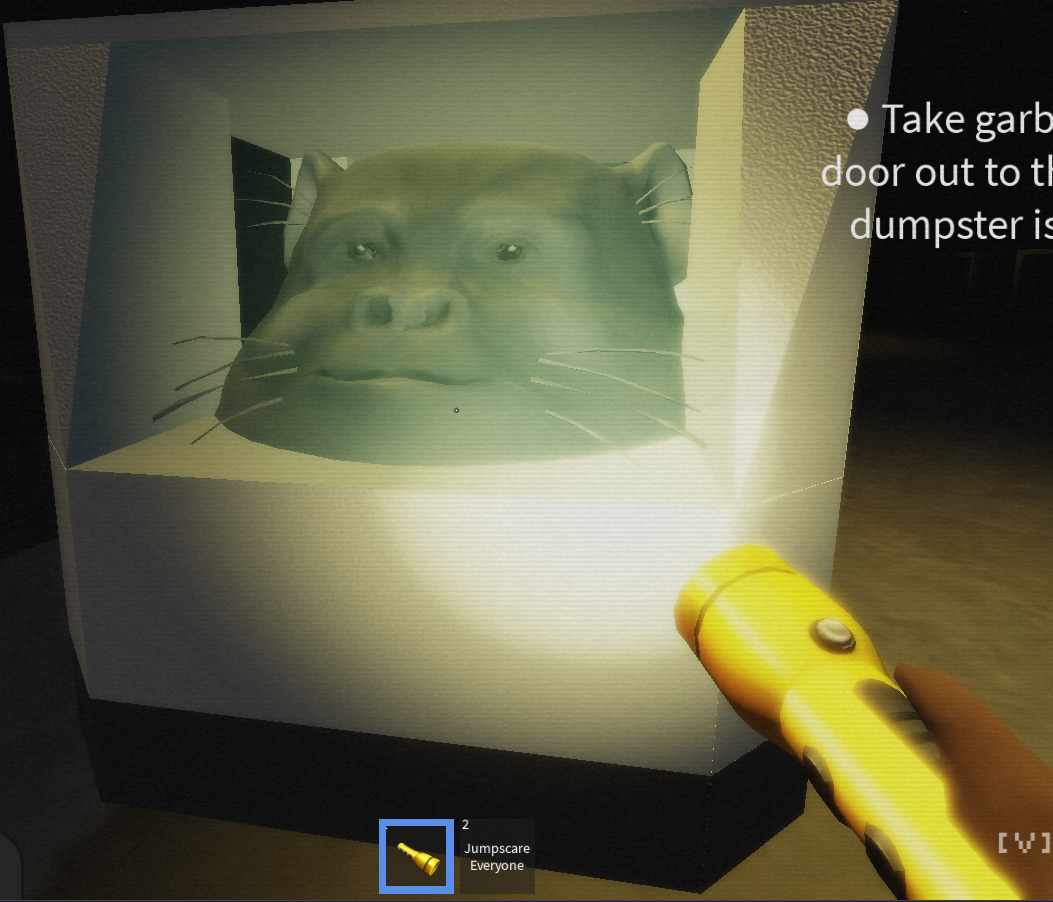 ● Take garb
door out to th
dumpster is
2
Jumpscare
Everyone
[V]